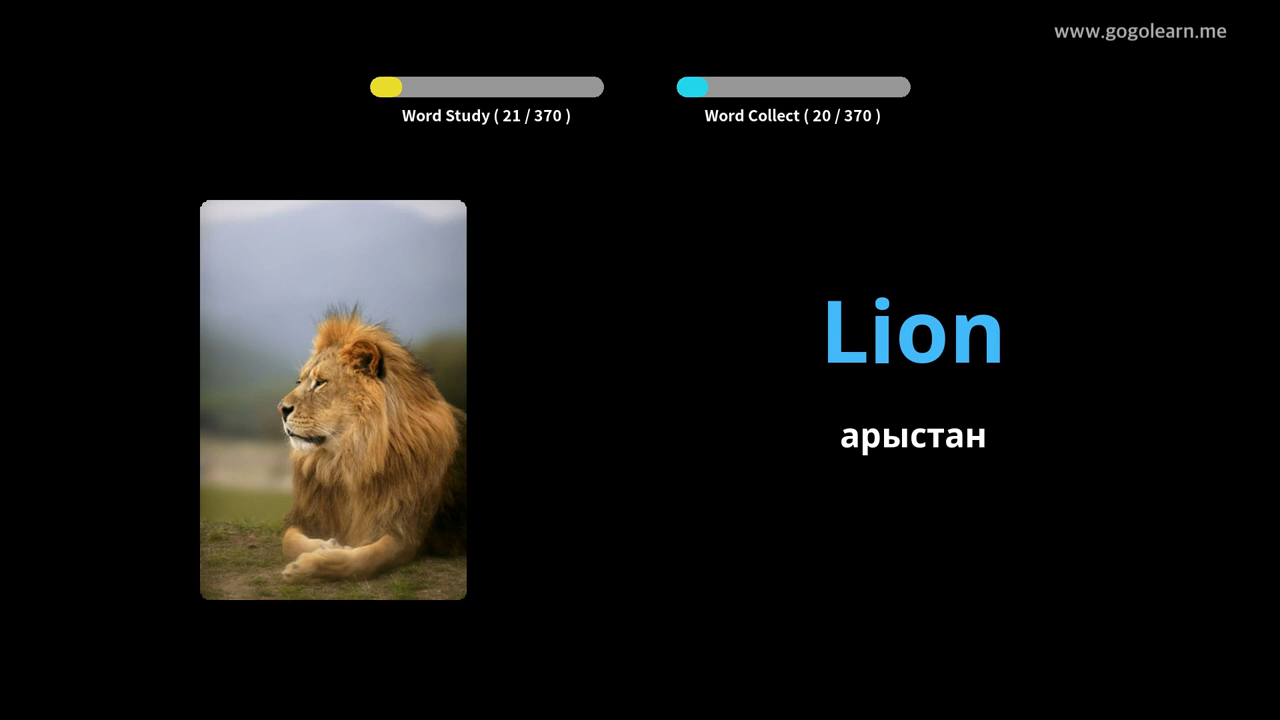 www.gogolearn.me
Word Study ( 21 / 370 )
Word Collect ( 20 / 370 )
Lion
арыстан